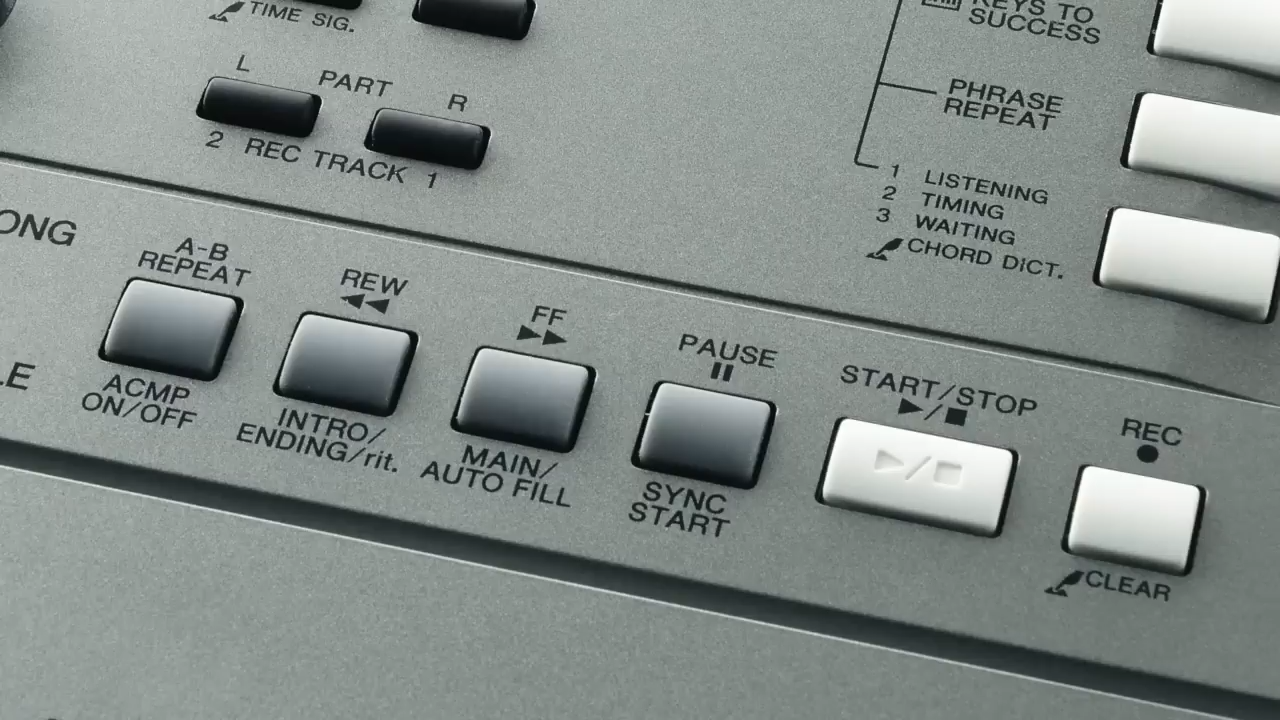 TIME SIG.
L PART R
2 REC TRACK 1
KEYS TO
SUCCESS
PHRASE
REPEAT
1 LISTENING
2 TIMING
3 WAITING
CHORD DICT.
ONG
A-B
REPEAT
REW
FF
PAUSE
START/STOP
REC
LE
ACMP
ON/OFF
INTRO/
ENDING/rit.
MAIN/
AUTO FILL
SYNC
START
CLEAR